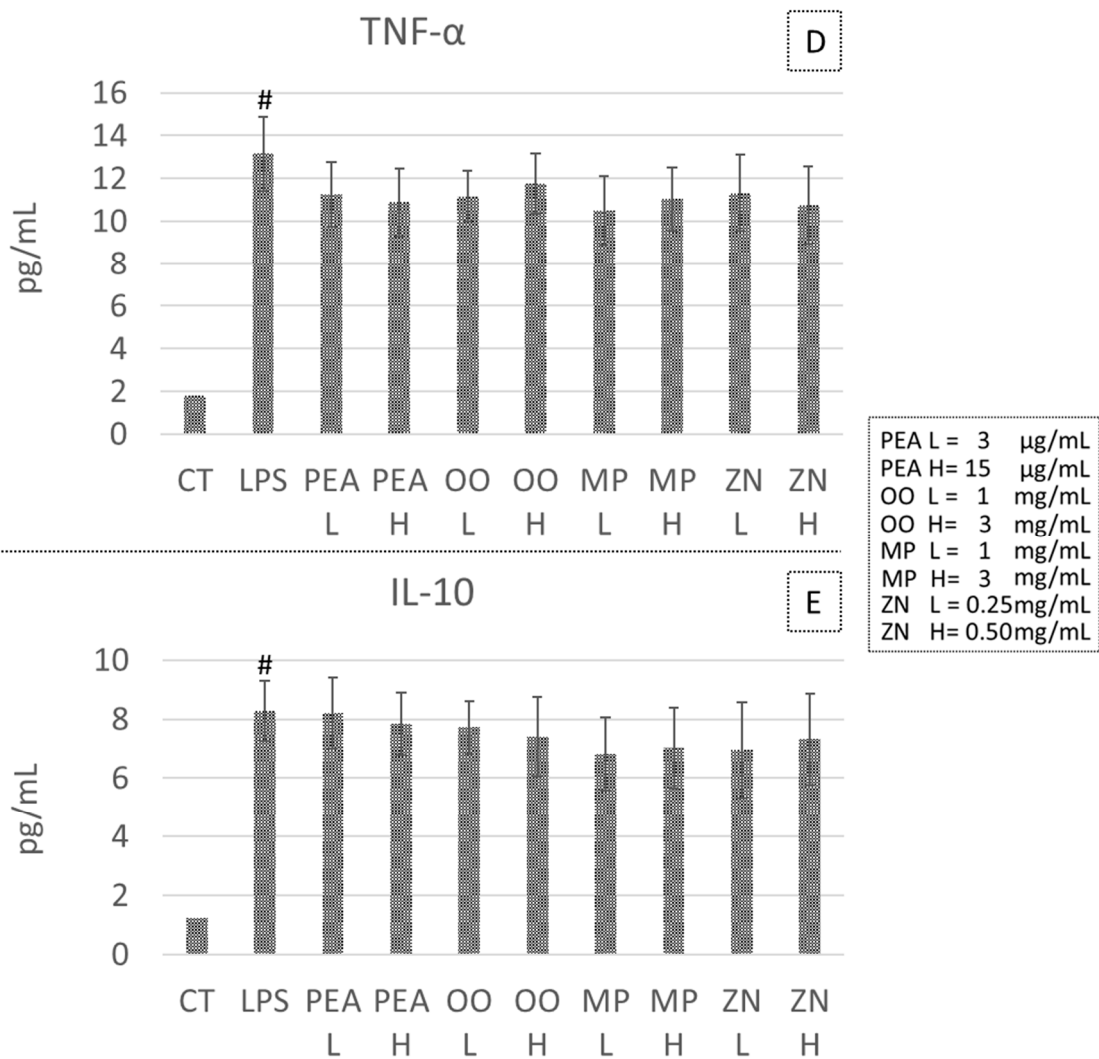 TNF-α
D
#
16
14
12
10
8
6
4
2
0
pg/mL
CT LPS PEA PEA OO OO MP MP ZN ZN
L H L H L H L H
PEA L = 3 µg/mL
PEA H= 15 µg/mL
OO L = 1 mg/mL
OO H= 3 mg/mL
MP L = 1 mg/mL
MP H= 3 mg/mL
ZN L = 0.25mg/mL
ZN H= 0.50mg/mL
IL-10
E
#
10
8
6
4
2
0
pg/mL
CT LPS PEA PEA OO OO MP MP ZN ZN
L H L H L H L H